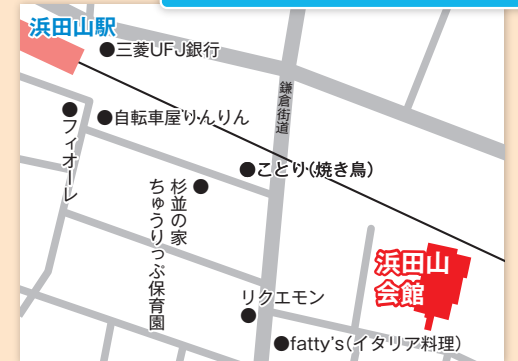 浜田山駅
●三菱UFJ銀行
鎌倉街道
●自転車屋りんりん
●フィオーレ
●ことり(焼き鳥)
杉並の家●
ちゅうりっぷ保育園
浜田山
会館
リクエモン●
●fatty's(イタリア料理)